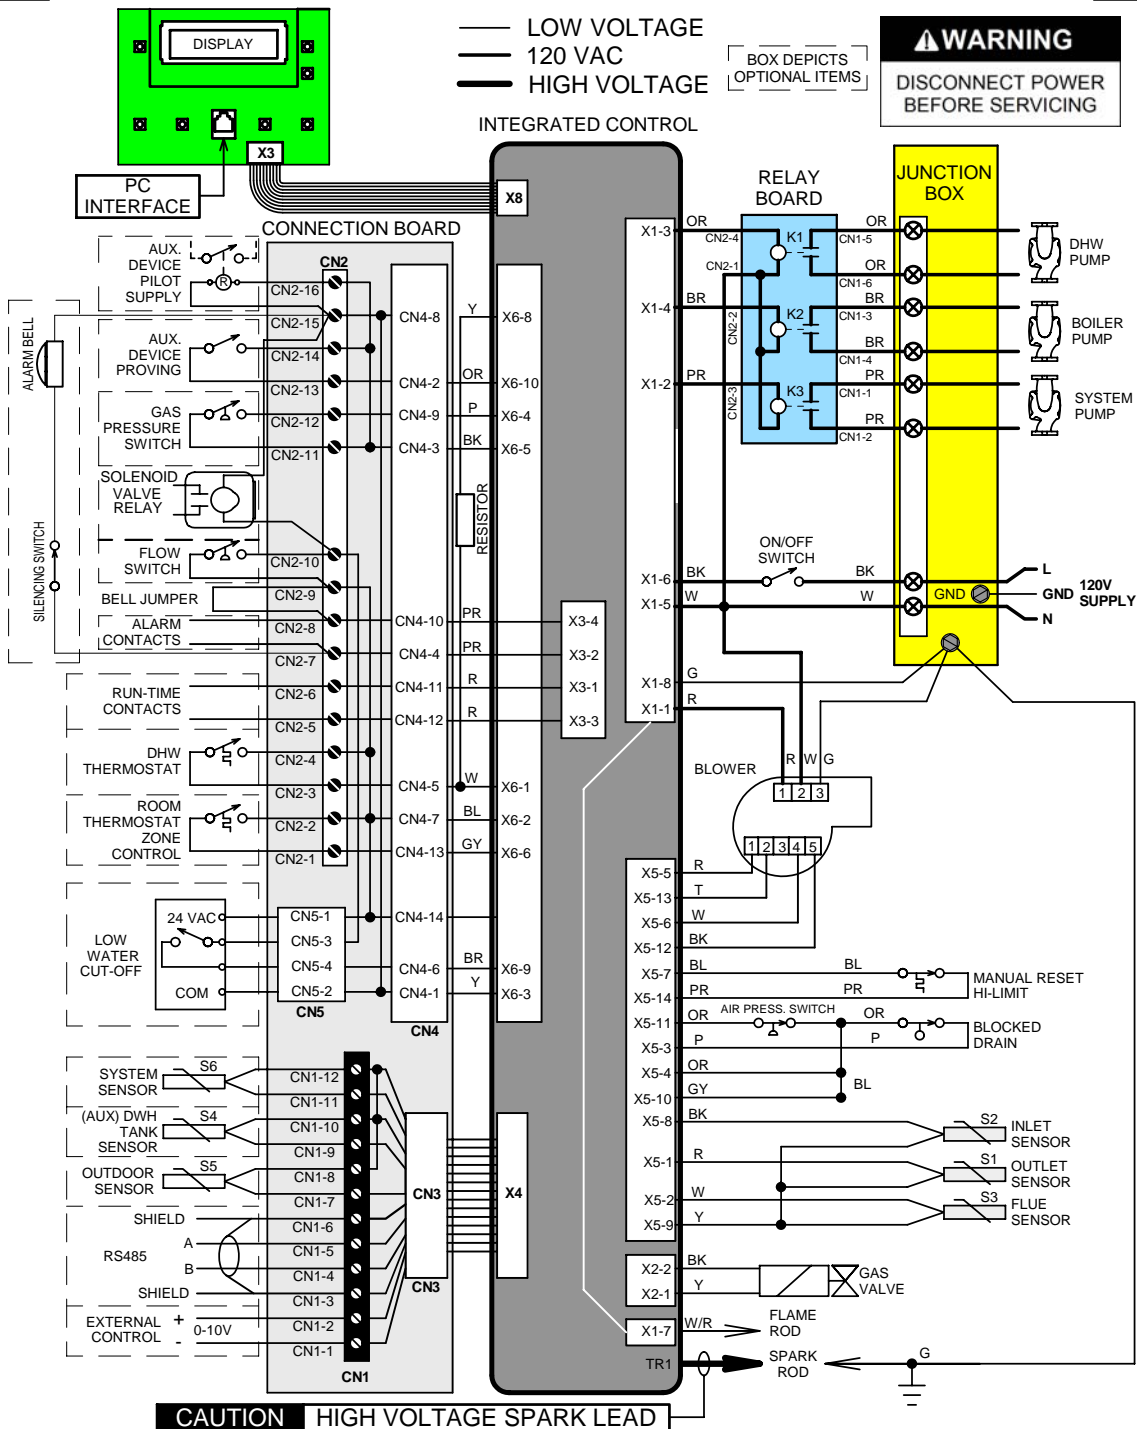 DISPLAY
X3
PC
INTERFACE
LOW VOLTAGE
120 VAC
HIGH VOLTAGE
BOX DEPICTS
OPTIONAL ITEMS
WARNING
DISCONNECT POWER
BEFORE SERVICING
INTEGRATED CONTROL
X8
CONNECTION BOARD
CN2
AUX.
DEVICE
PILOT
SUPPLY
R
CN2-16
CN2-15
AUX.
DEVICE
PROVING
CN2-14
CN2-13
GAS
PRESSURE
SWITCH
CN2-12
CN2-11
SOLENOID
VALVE
RELAY
FLOW
SWITCH
CN2-10
CN2-9
BELL JUMPER
CN2-8
ALARM
CONTACTS
CN2-7
RUN-TIME
CONTACTS
CN2-6
CN2-5
DHW
THERMOSTAT
CN2-4
CN2-3
ROOM
THERMOSTAT
ZONE
CONTROL
CN2-2
CN2-1
ALARM BELL
SILENCING SWITCH
LOW
WATER
CUT-OFF
24 VAC
COM
CN5-1
CN5-3
CN5-4
CN5-2
CN5
CN4-8
CN4-2
CN4-9
CN4-3
CN4-10
CN4-4
CN4-11
CN4-12
CN4-5
CN4-7
CN4-13
CN4-14
CN4-6
CN4-1
CN4
Y
OR
P
BK
RESISTOR
PR
PR
R
R
W
BL
GY
BR
Y
X6-8
X6-10
X6-4
X6-5
X3-4
X3-2
X3-1
X3-3
X6-1
X6-2
X6-6
X6-9
X6-3
SYSTEM
SENSOR
S6
CN1-12
CN1-11
(AUX) DWH
TANK
SENSOR
S4
CN1-10
CN1-9
OUTDOOR
SENSOR
S5
CN1-8
CN1-7
SHIELD
CN1-6
RS485
A
CN1-5
B
CN1-4
SHIELD
CN1-3
EXTERNAL
CONTROL
+
0-10V
-
CN1-2
CN1-1
CN1
CN3
CN3
X4
RELAY
BOARD
X1-3
OR
CN2-4
K1
OR
CN1-5
CN2-1
OR
CN1-6
X1-4
BR
CN2-2
K2
BR
CN1-3
BR
CN1-4
X1-2
PR
CN2-3
K3
PR
CN1-1
PR
CN1-2
JUNCTION
BOX
DHW
PUMP
BOILER
PUMP
SYSTEM
PUMP
ON/OFF
SWITCH
X1-6
BK
BK
X1-5
W
W
GND
L
GND
N
120V
SUPPLY
X1-8
G
X1-1
R
R
W
G
BLOWER
1 2 3
1 2 3 4 5
X5-5
R
X5-13
T
X5-6
W
X5-12
BK
X5-7
BL
BL
X5-14
PR
PR
MANUAL RESET
HI-LIMIT
X5-11
OR
AIR PRESS. SWITCH
OR
X5-3
P
P
BLOCKED
DRAIN
X5-4
OR
X5-10
GY
BL
X5-8
BK
S2
INLET
SENSOR
X5-1
R
S1
OUTLET
SENSOR
X5-2
W
X5-9
Y
S3
FLUE
SENSOR
X2-2
BK
X2-1
Y
GAS
VALVE
X1-7
W/R
FLAME
ROD
TR1
SPARK
ROD
G
CAUTION
HIGH VOLTAGE SPARK LEAD